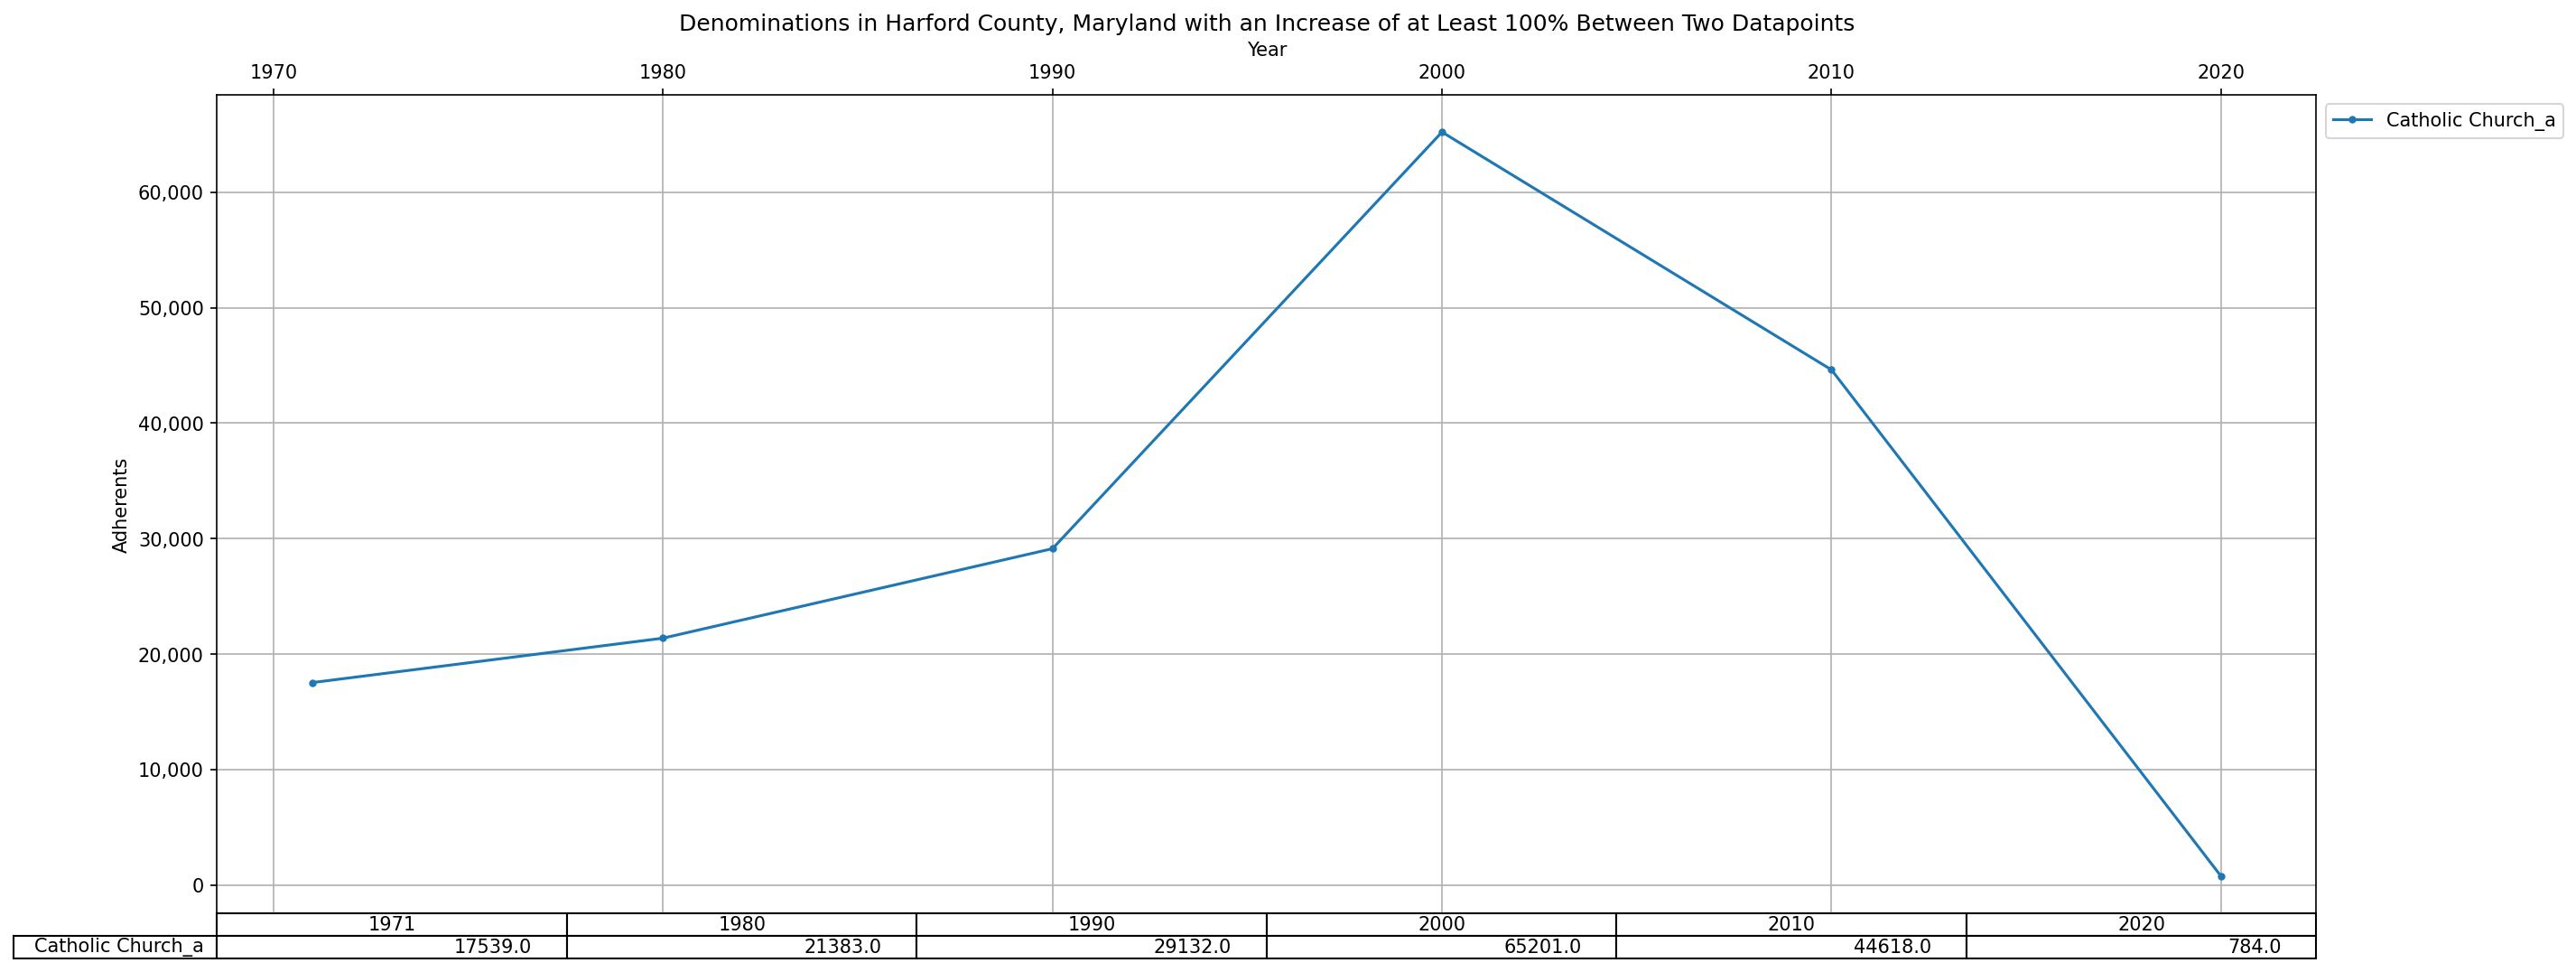 Denominations in Harford County, Maryland with an Increase of at Least 100% Between Two Datapoints
Year
1970 1980 1990 2000 2010 2020
Catholic Church_a
60,000
50,000
40,000
30,000
20,000
10,000
0
Adherents
1971 1980 1990 2000 2010 2020
Catholic Church_a 17539.0 21383.0 29132.0 65201.0 44618.0 784.0